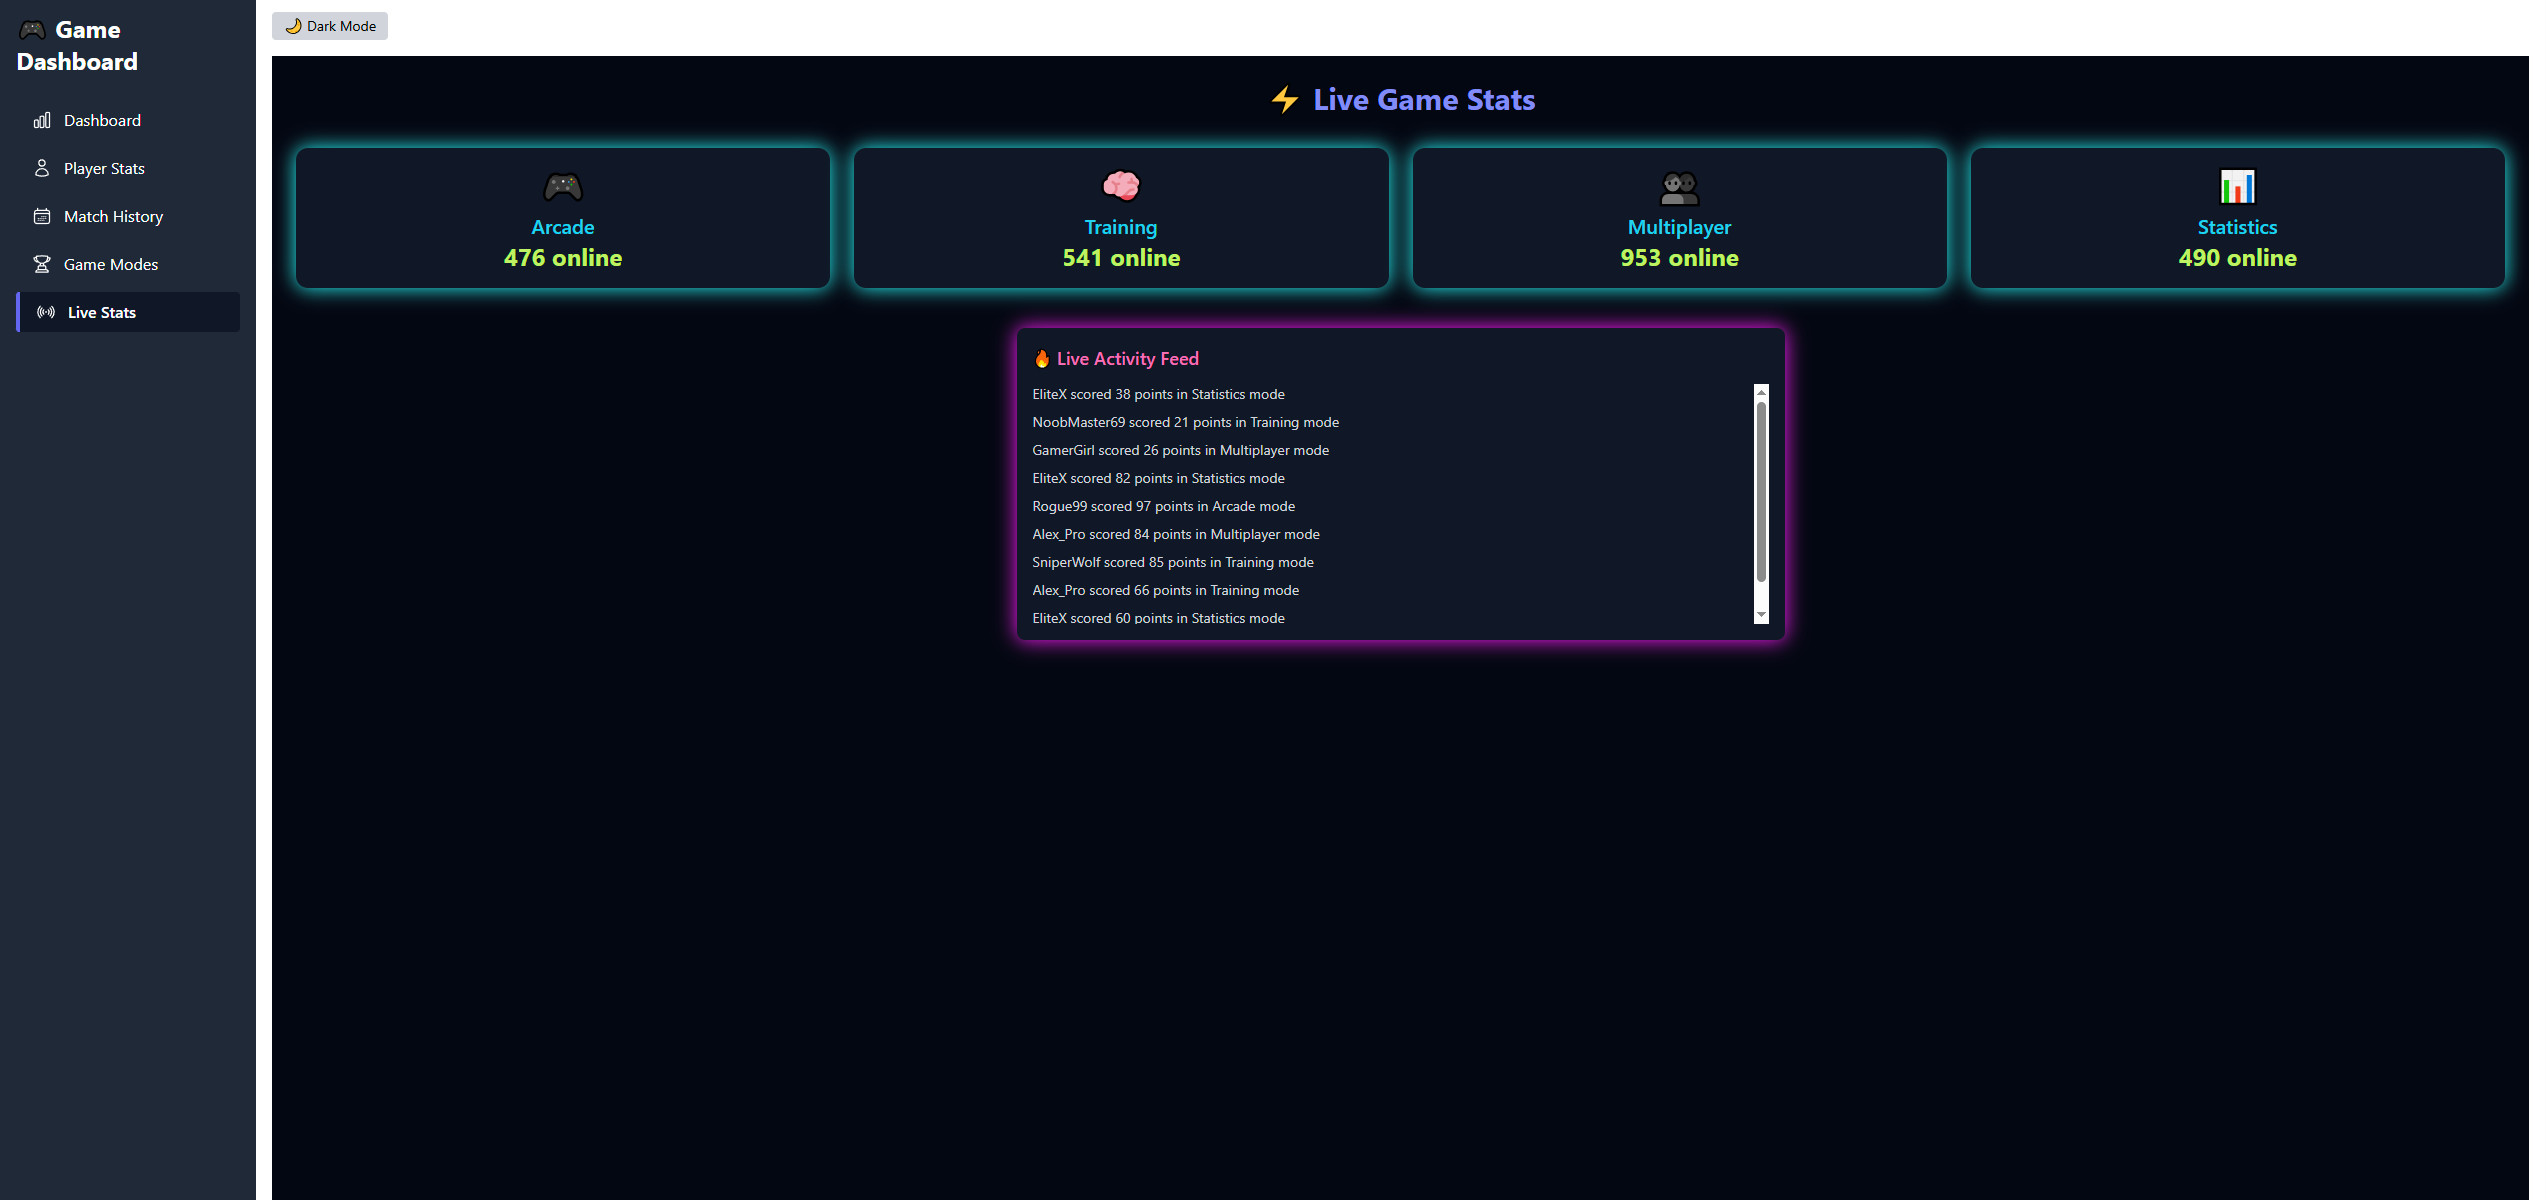 🎮 Game
Dashboard
Dashboard
Player Stats
Match History
Game Modes
Live Stats
🌙 Dark Mode
⚡ Live Game Stats
Arcade
476 online
Training
541 online
Multiplayer
953 online
Statistics
490 online
🔥 Live Activity Feed
EliteX scored 38 points in Statistics mode
NoobMaster69 scored 21 points in Training mode
GamerGirl scored 26 points in Multiplayer mode
EliteX scored 82 points in Statistics mode
Rogue99 scored 97 points in Arcade mode
Alex_Pro scored 84 points in Multiplayer mode
SniperWolf scored 85 points in Training mode
Alex_Pro scored 66 points in Training mode
EliteX scored 60 points in Statistics mode